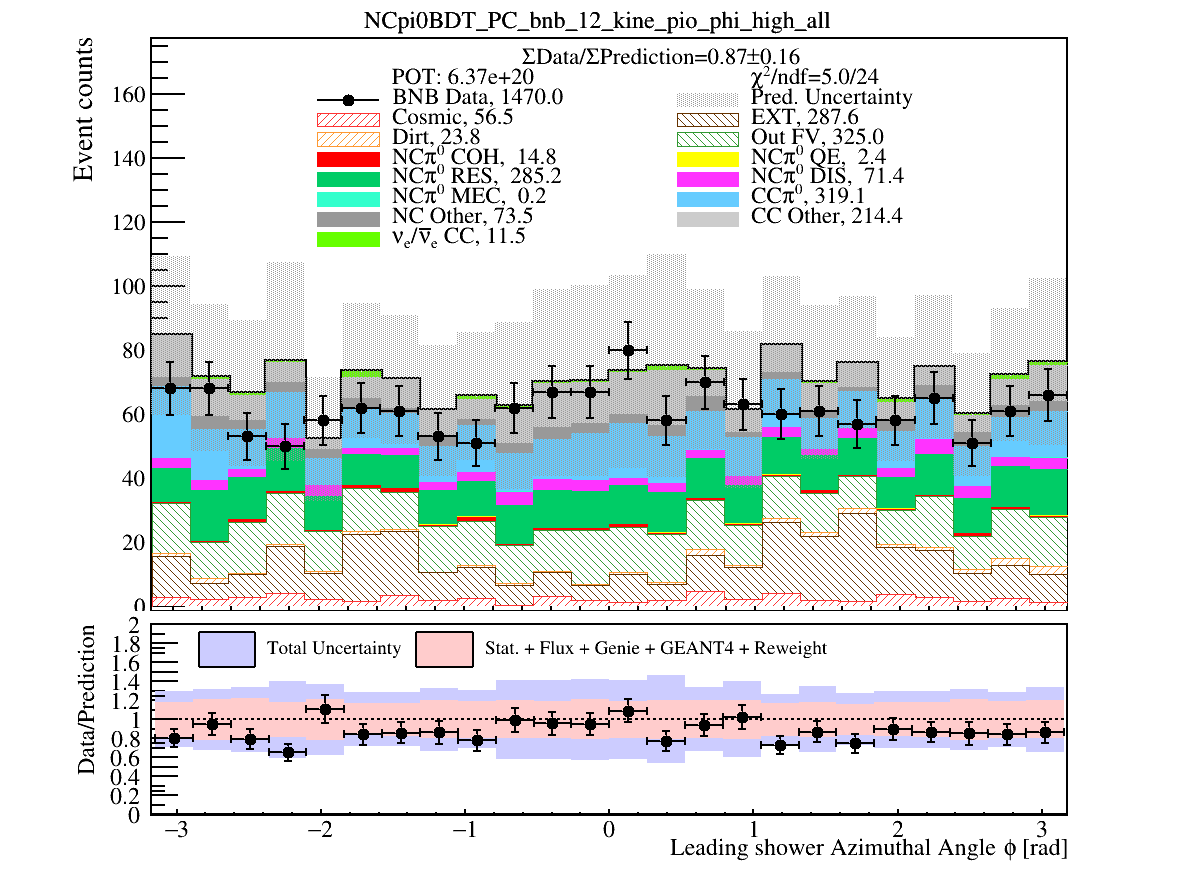 NCpi0BDT_PC_bnb_12_kine_pio_phi_high_all
ΣData/ΣPrediction=0.87±0.16
POT: 6.37e+20
χ²/ndf=5.0/24
BNB Data, 1470.0
Pred. Uncertainty
Cosmic, 56.5
EXT, 287.6
Dirt, 23.8
Out FV, 325.0
NCπ⁰ COH, 14.8
NCπ⁰ QE, 2.4
NCπ⁰ RES, 285.2
NCπ⁰ DIS, 71.4
NCπ⁰ MEC, 0.2
CCπ⁰, 319.1
NC Other, 73.5
CC Other, 214.4
νₑ/ν̅ₑ CC, 11.5
Event counts
160
140
120
100
80
60
40
20
0
Total Uncertainty
Stat. + Flux + Genie + GEANT4 + Reweight
Data/Prediction
2
1.8
1.6
1.4
1.2
1
0.8
0.6
0.4
0.2
0
−3 −2 −1 0 1 2 3
Leading shower Azimuthal Angle ϕ [rad]